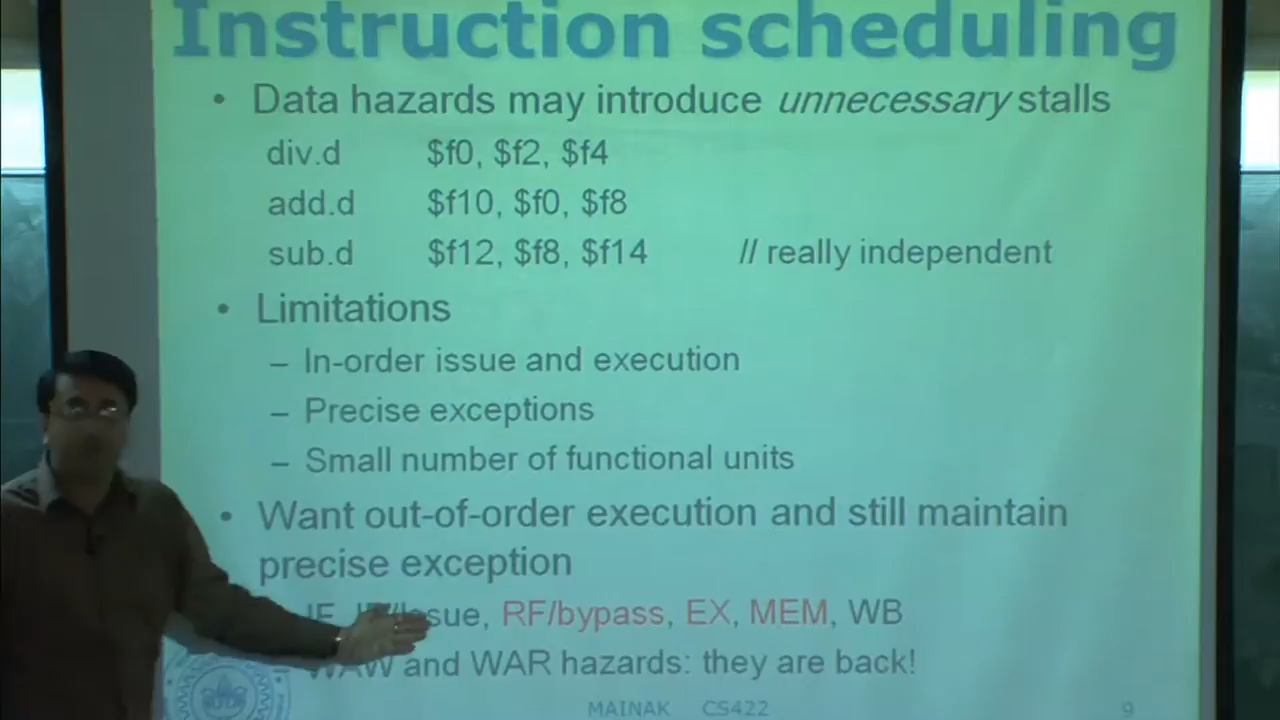 Instruction scheduling
• Data hazards may introduce unnecessary stalls
div.d $f0, $f2, $f4
add.d $f10, $f0, $f8
sub.d $f12, $f8, $f14 // really independent
• Limitations
– In-order issue and execution
– Precise exceptions
– Small number of functional units
• Want out-of-order execution and still maintain
precise exception
IF, ID/Issue, RF/bypass, EX, MEM, WB
WAW and WAR hazards: they are back!
MAINAK CS422 9